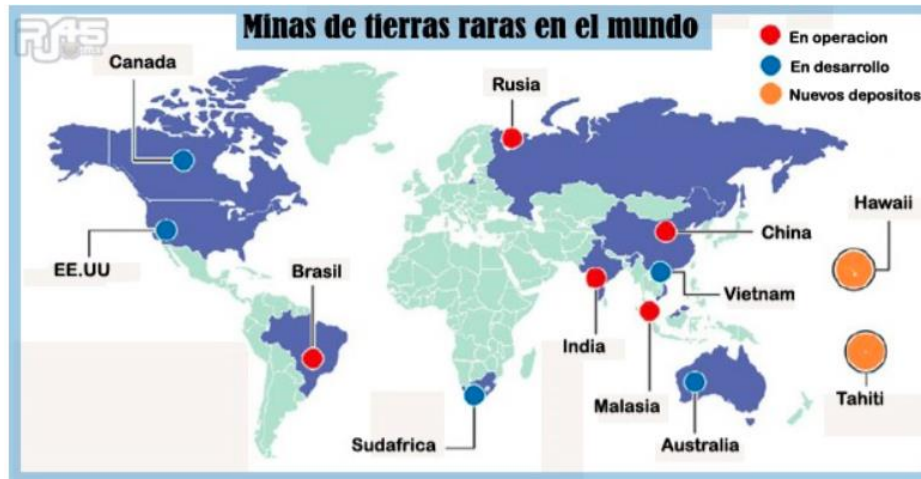 RJ45
Minas de tierras raras en el mundo
En operacion
En desarrollo
Nuevos depositos
Canada
Rusia
Hawaii
China
EE.UU
Brasil
Vietnam
India
Malasia
Tahiti
Sudafrica
Australia